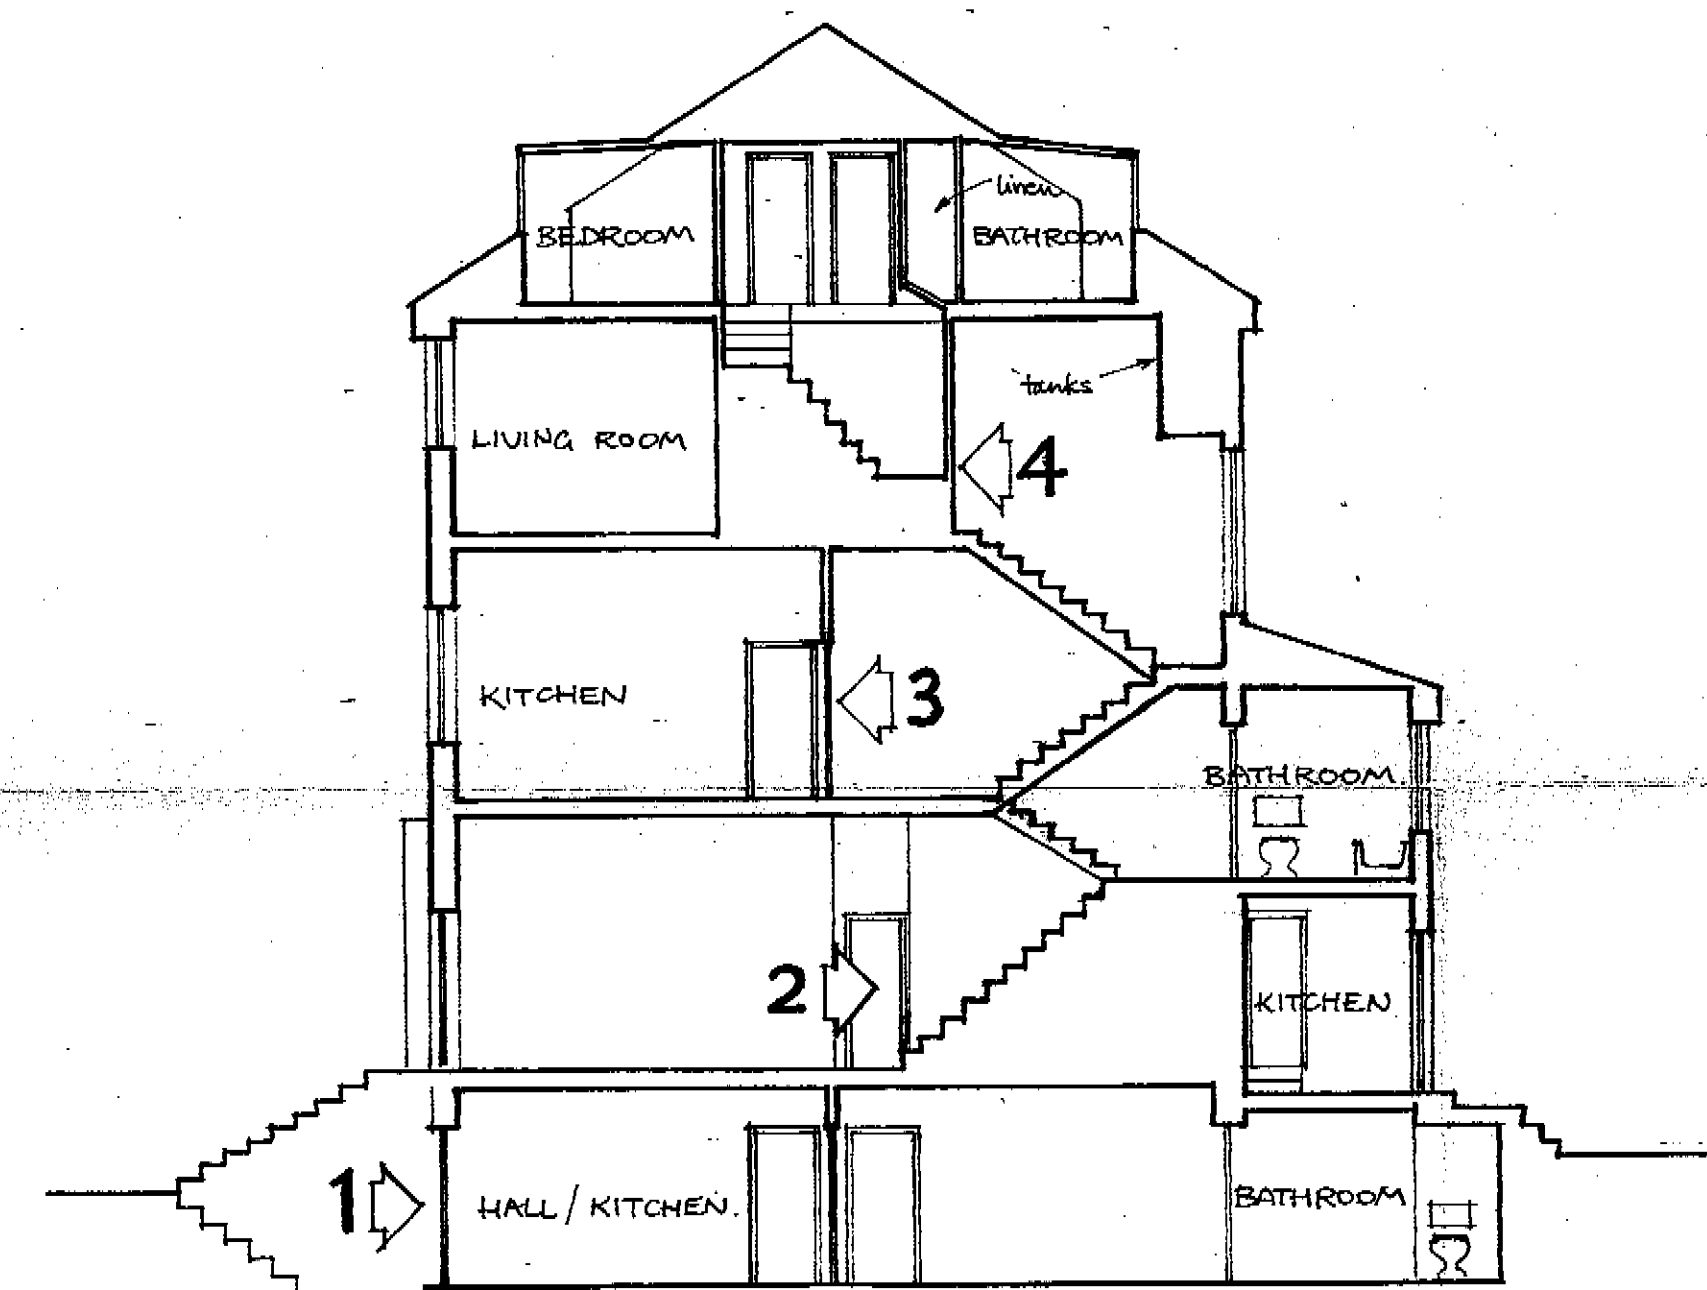 linen
BEDROOM
BATHROOM
tanks
LIVING ROOM
4
KITCHEN
3
BATHROOM
2
KITCHEN
1
HALL / KITCHEN.
BATHROOM